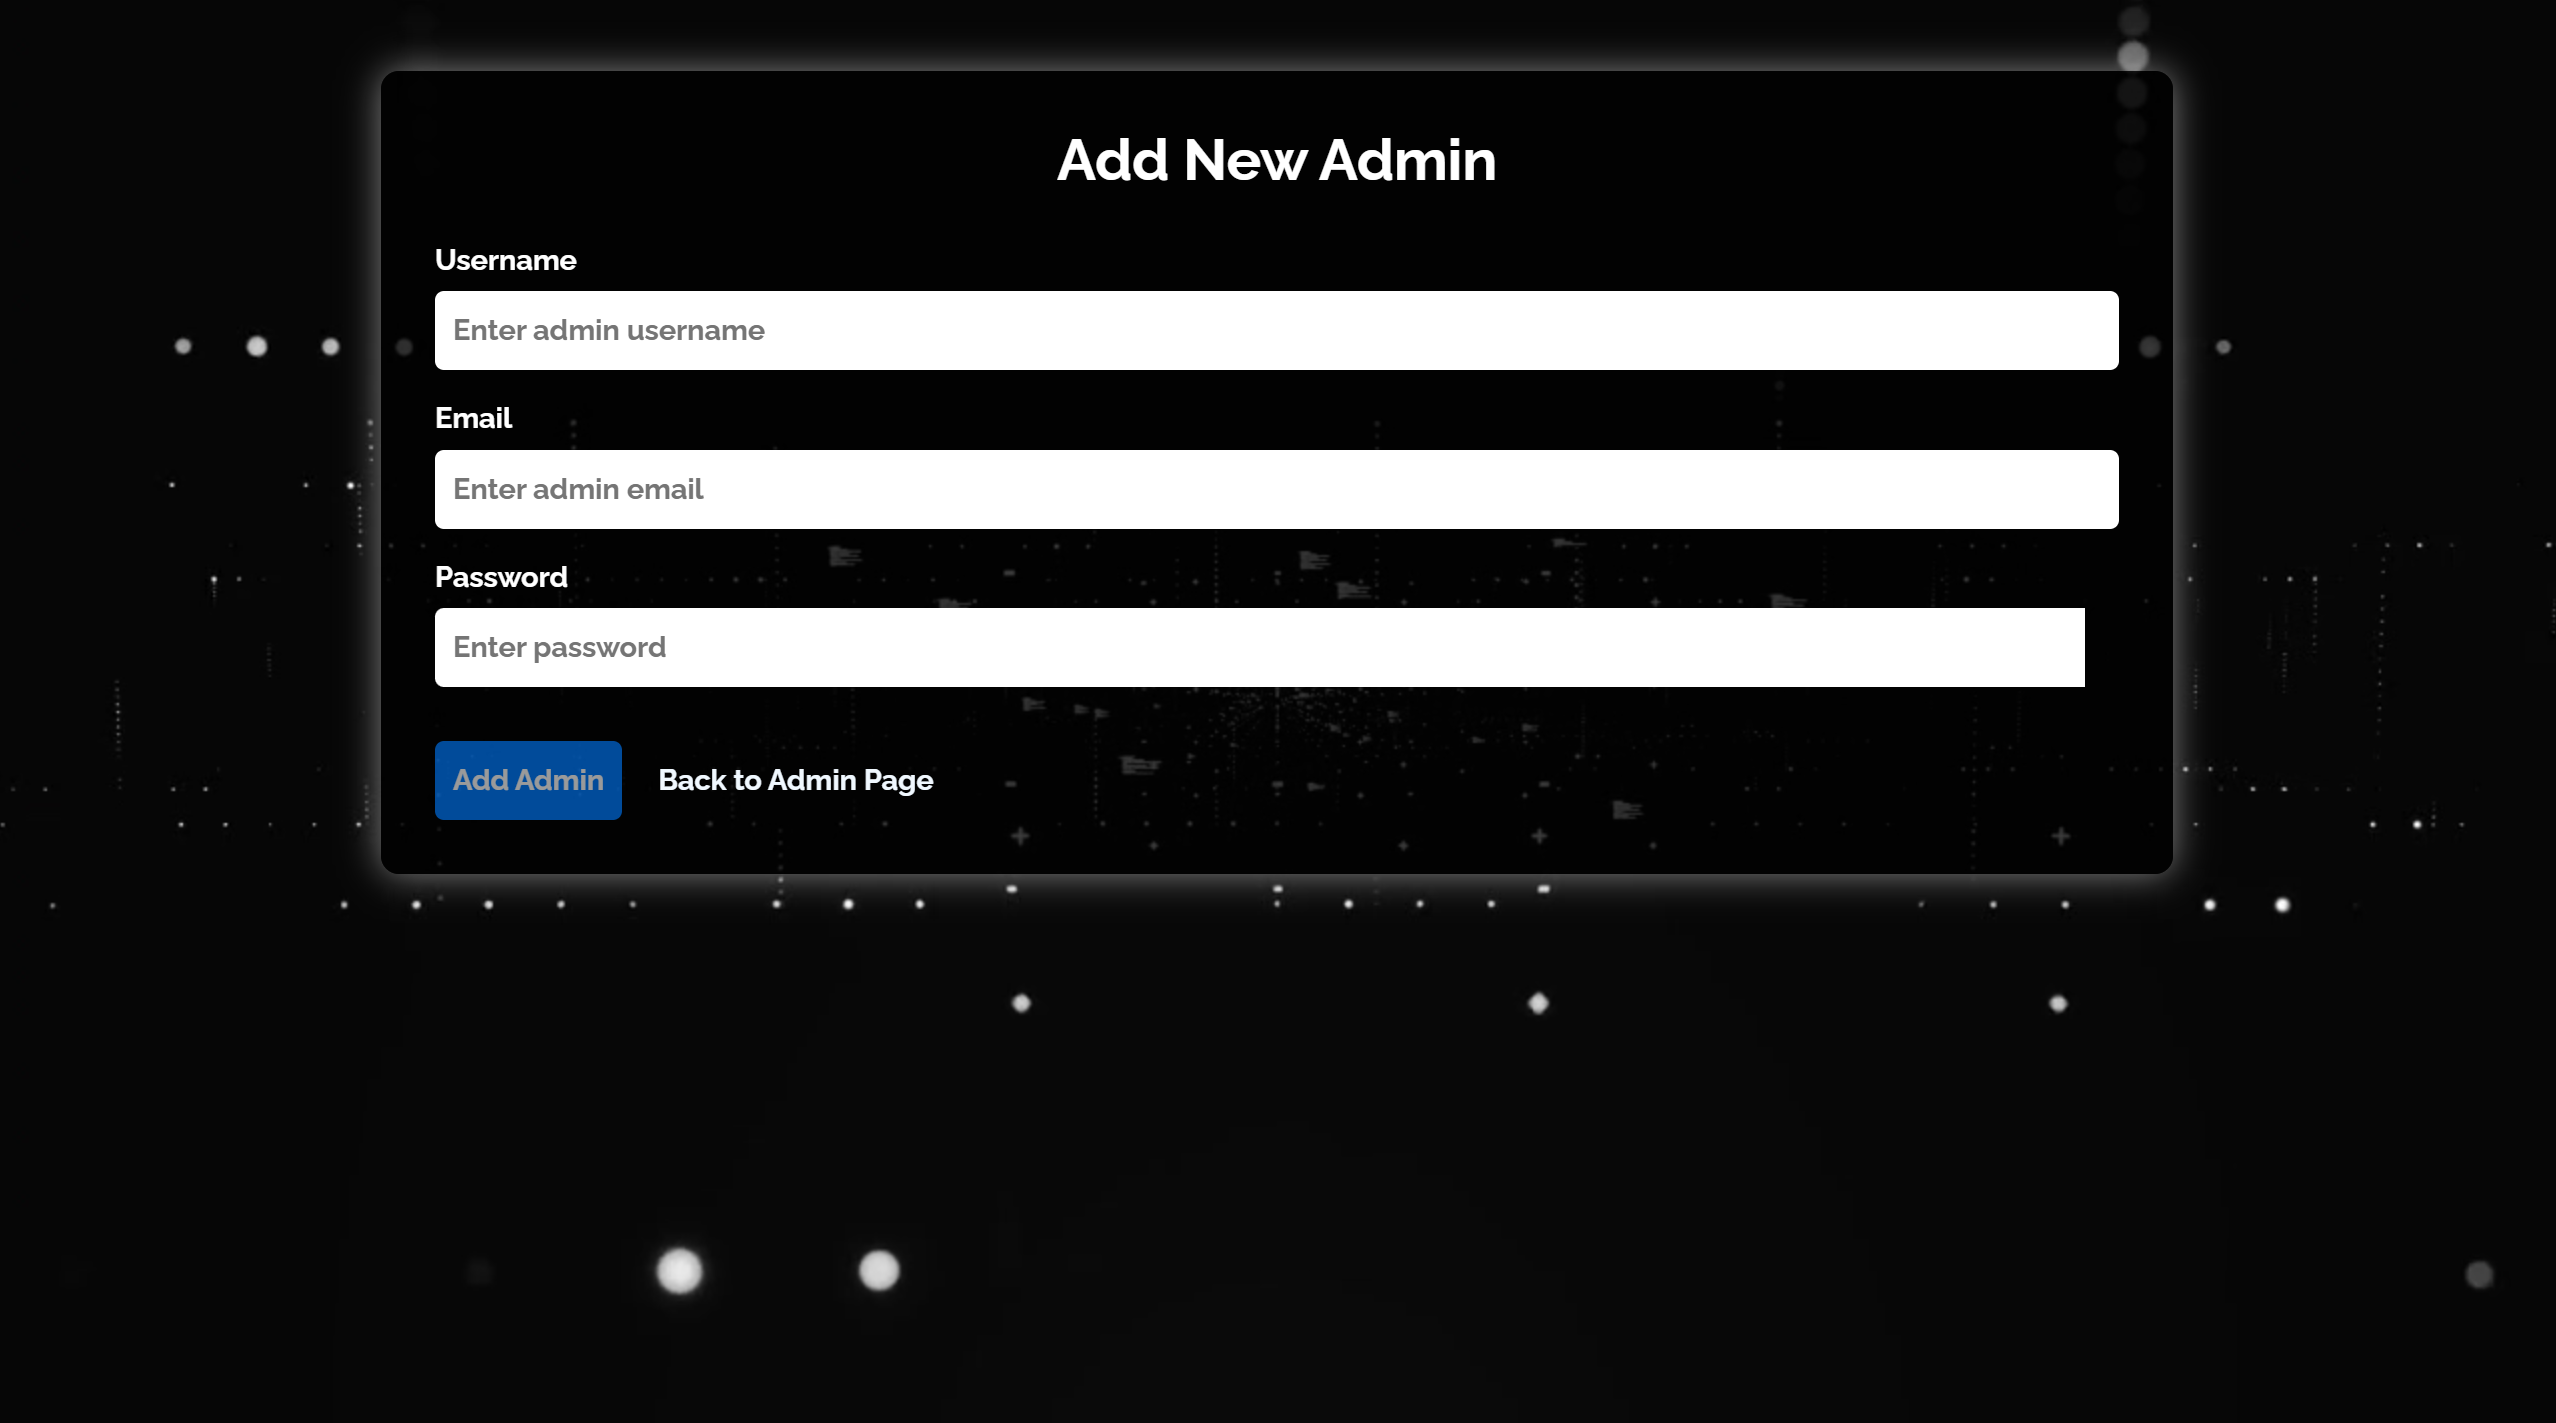 Add New Admin
Username
Enter admin username
Email
Enter admin email
Password
Enter password
Add Admin Back to Admin Page